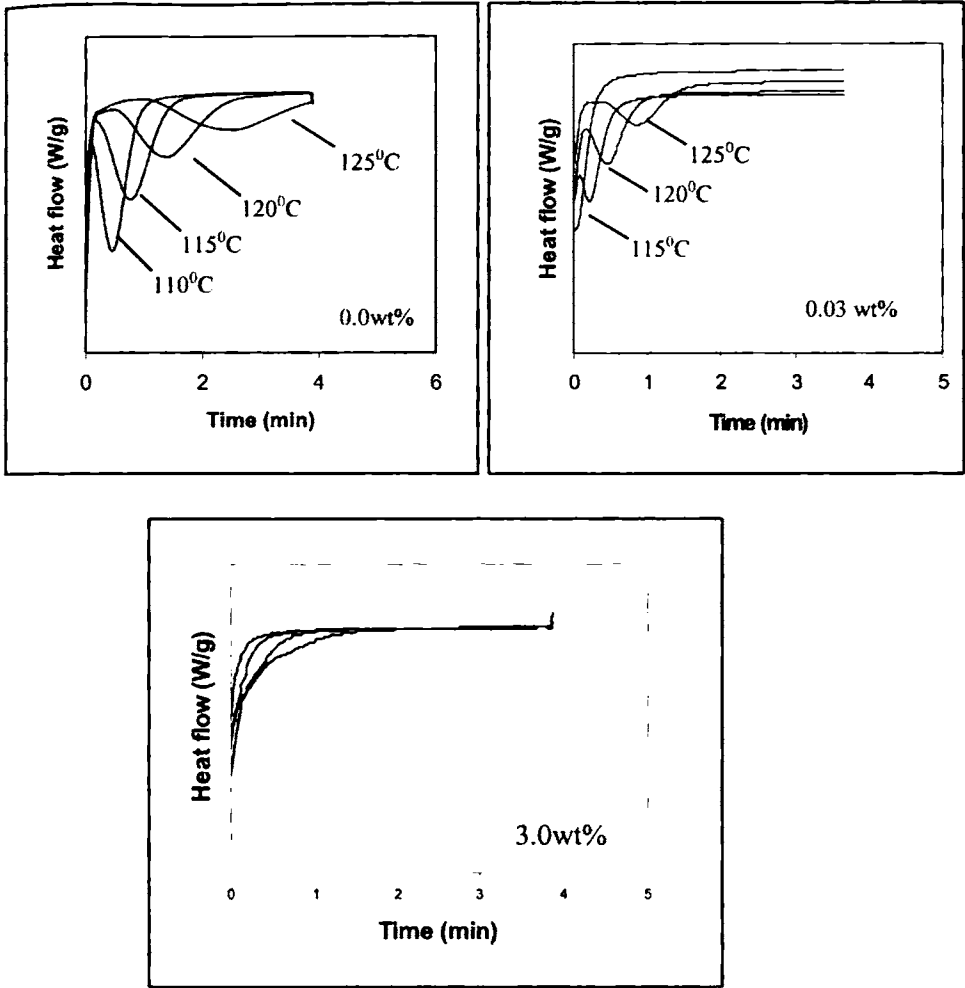 Heat flow (W/g)
125⁰C
120⁰C
115⁰C
110⁰C
0.0wt%
0 2 4 6
Time (min)
Heat flow (W/g)
125⁰C
120⁰C
115⁰C
0.03 wt%
0 1 2 3 4 5
Time (min)
Heat flow (W/g)
3.0wt%
0 1 2 3 4 5
Time (min)